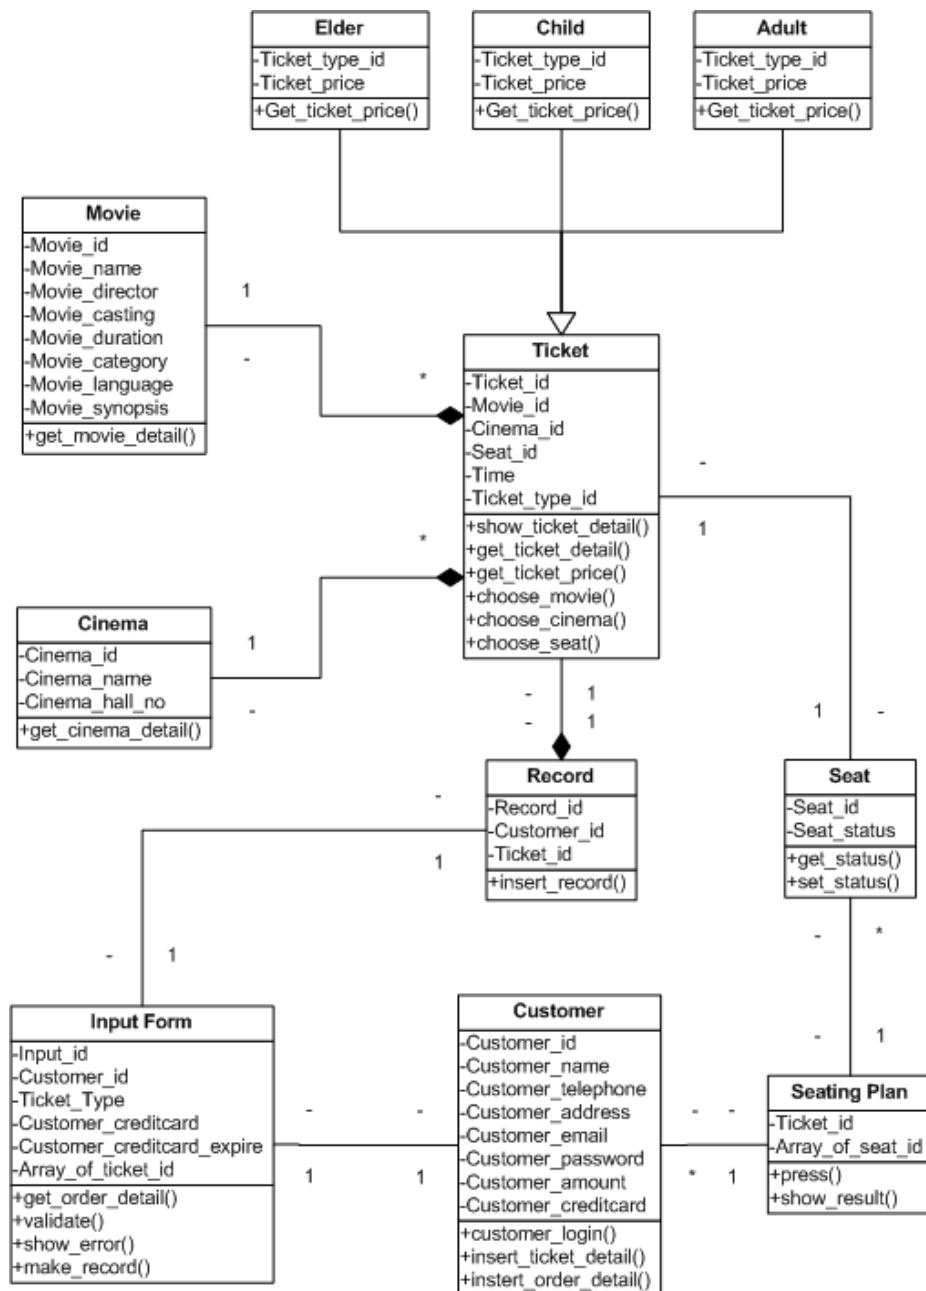 Elder
-Ticket_type_id
-Ticket_price
+Get_ticket_price()
Child
-Ticket_type_id
-Ticket_price
+Get_ticket_price()
Adult
-Ticket_type_id
-Ticket_price
+Get_ticket_price()
Movie
-Movie_id
-Movie_name
-Movie_director
-Movie_casting
-Movie_duration
-Movie_category
-Movie_language
-Movie_synopsis
+get_movie_detail()
1
-
*
Ticket
-Ticket_id
-Movie_id
-Cinema_id
-Seat_id
-Time
-Ticket_type_id
+show_ticket_detail()
+get_ticket_detail()
+get_ticket_price()
+choose_movie()
+choose_cinema()
+choose_seat()
-
1
*
Cinema
-Cinema_id
-Cinema_name
-Cinema_hall_no
+get_cinema_detail()
1
-
- 1
- 1
1 -
Record
-Record_id
-Customer_id
-Ticket_id
+insert_record()
-
1
Seat
-Seat_id
-Seat_status
+get_status()
+set_status()
- *
- 1
- 1
Input Form
-Input_id
-Customer_id
-Ticket_Type
-Customer_creditcard
-Customer_creditcard_expire
-Array_of_ticket_id
+get_order_detail()
+validate()
+show_error()
+make_record()
- -
1 1
Customer
-Customer_id
-Customer_name
-Customer_telephone
-Customer_address
-Customer_email
-Customer_password
-Customer_amount
-Customer_creditcard
+customer_login()
+insert_ticket_detail()
+instert_order_detail()
- -
* 1
Seating Plan
-Ticket_id
-Array_of_seat_id
+press()
+show_result()